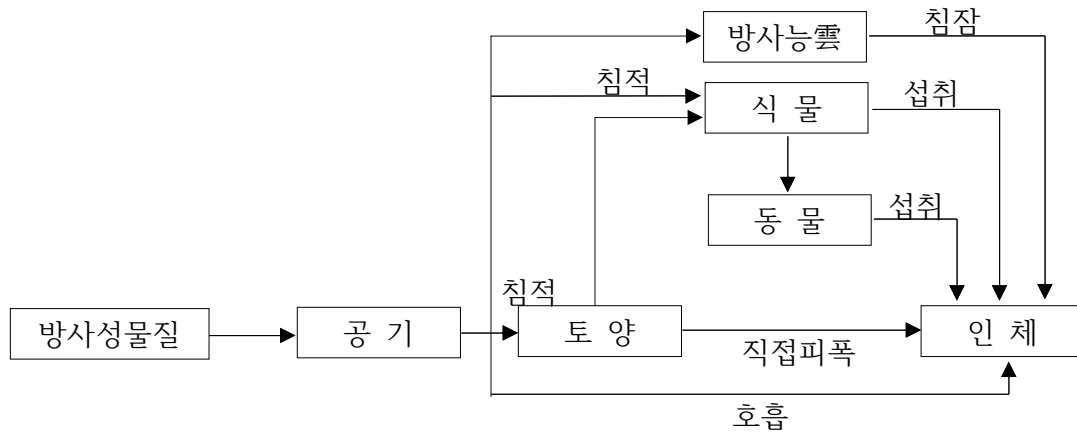 방사능雲
침잠
침적
식 물
섭취
동 물
섭취
침적
방사성물질
공 기
토 양
직접피폭
인 체
호흡